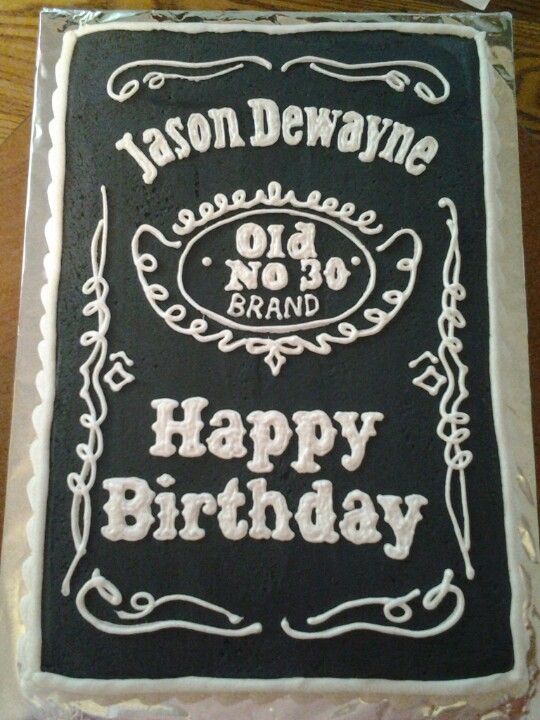 Jason Dewayne
Old
No 30
BRAND
Happy
Birthday